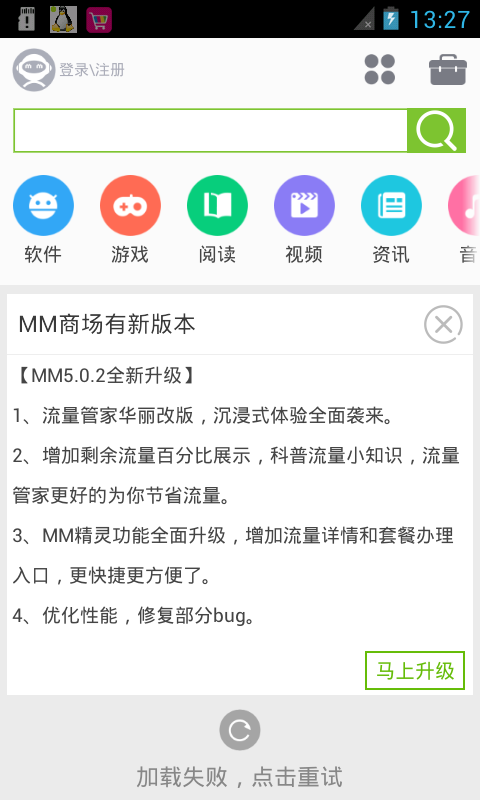 13:27
登录\注册
软件
游戏
阅读
视频
资讯
音
MM商场有新版本
【MM5.0.2全新升级】
1、流量管家华丽改版，沉浸式体验全面袭来。
2、增加剩余流量百分比展示，科普流量小知识，流量
管家更好的为你节省流量。
3、MM精灵功能全面升级，增加流量详情和套餐办理
入口，更快捷更方便了。
4、优化性能，修复部分bug。
马上升级
加载失败，点击重试